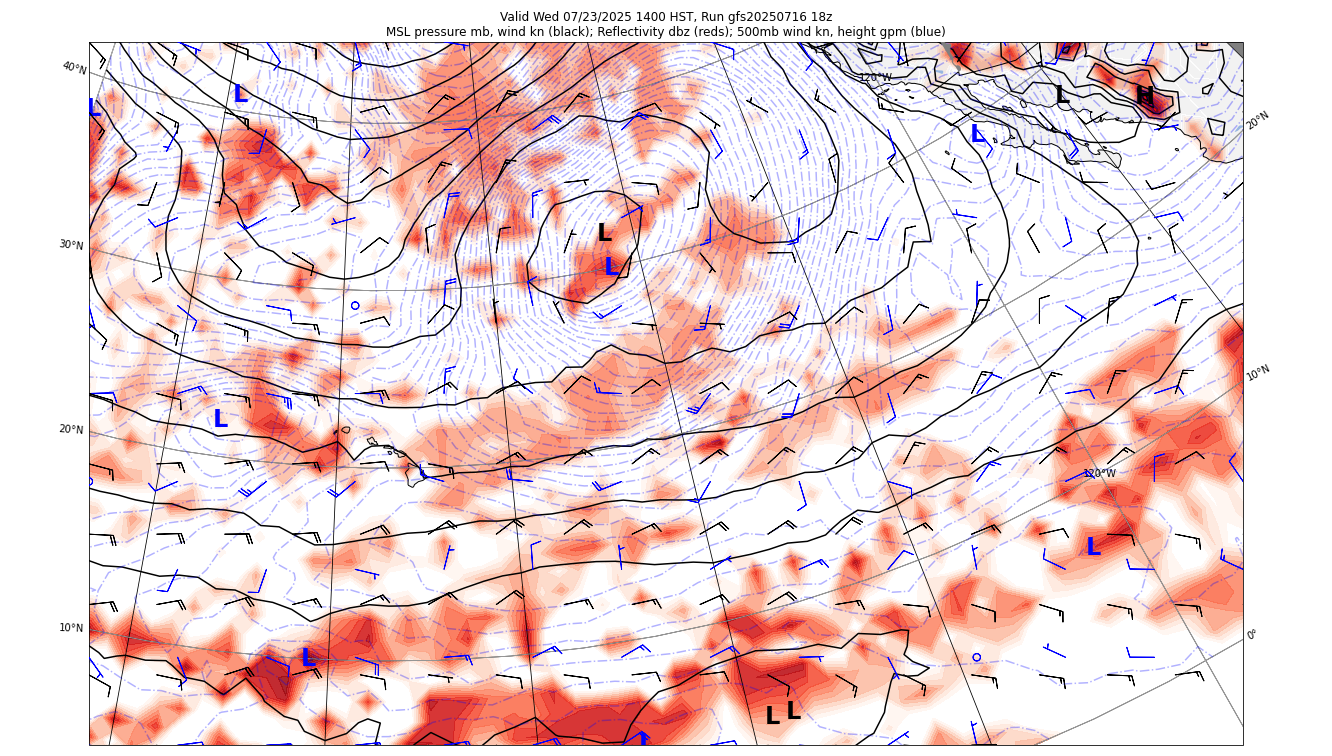 Valid Wed 07/23/2025 1400 HST, Run gfs20250716 18z
MSL pressure mb, wind kn (black); Reflectivity dbz (reds); 500mb wind kn, height gpm (blue)
40°N
120°W
L
L
L
H
20°N
L
30°N
L
L
10°N
20°N
L
L
120°W
L
10°N
0°
L
L
L
L